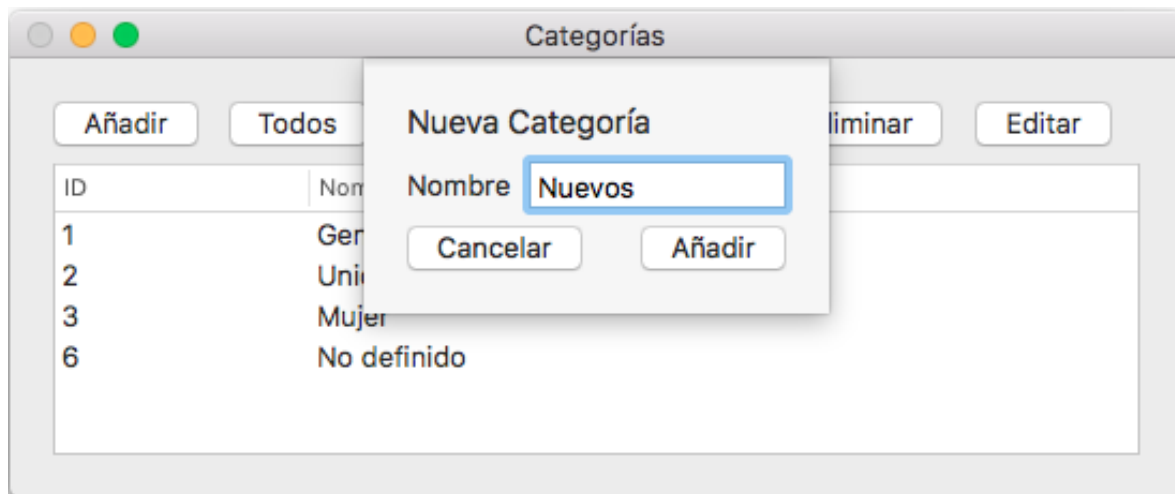 Categorías
Añadir Todos liminar Editar
Nueva Categoría
Nombre Nuevos
Cancelar Añadir
ID Nom
1 Gen
2 Uni
3 Mujer
6 No definido